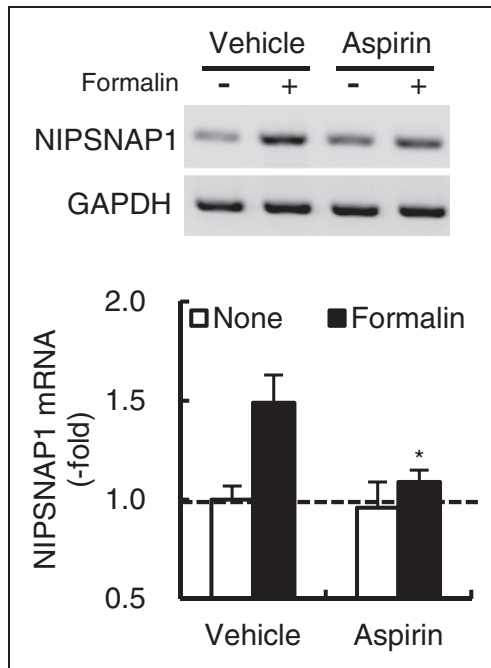 Vehicle Aspirin
Formalin - + - +
NIPSNAP1
GAPDH
2.0
None Formalin
1.5
*
1.0
0.5
NIPSNAP1 mRNA
(-fold)
Vehicle Aspirin